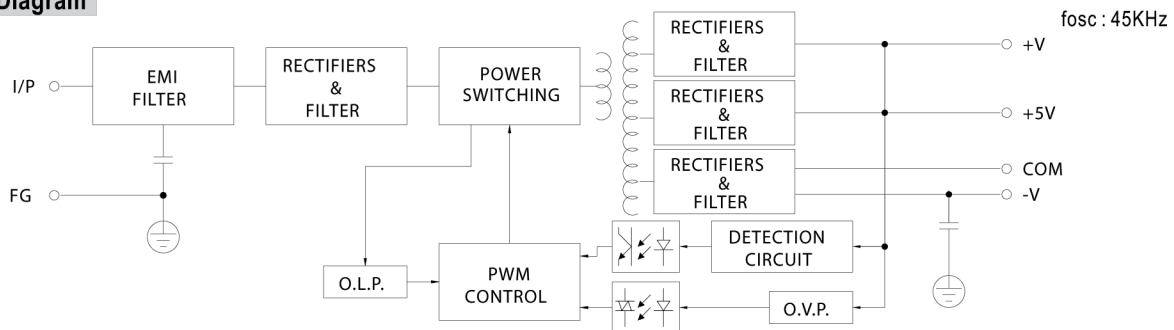 Diagram
fosc : 45KHz
I/P
EMI
FILTER
RECTIFIERS
&
FILTER
POWER
SWITCHING
RECTIFIERS
&
FILTER
+V
RECTIFIERS
&
FILTER
+5V
RECTIFIERS
&
FILTER
COM
-V
FG
O.L.P.
PWM
CONTROL
DETECTION
CIRCUIT
O.V.P.